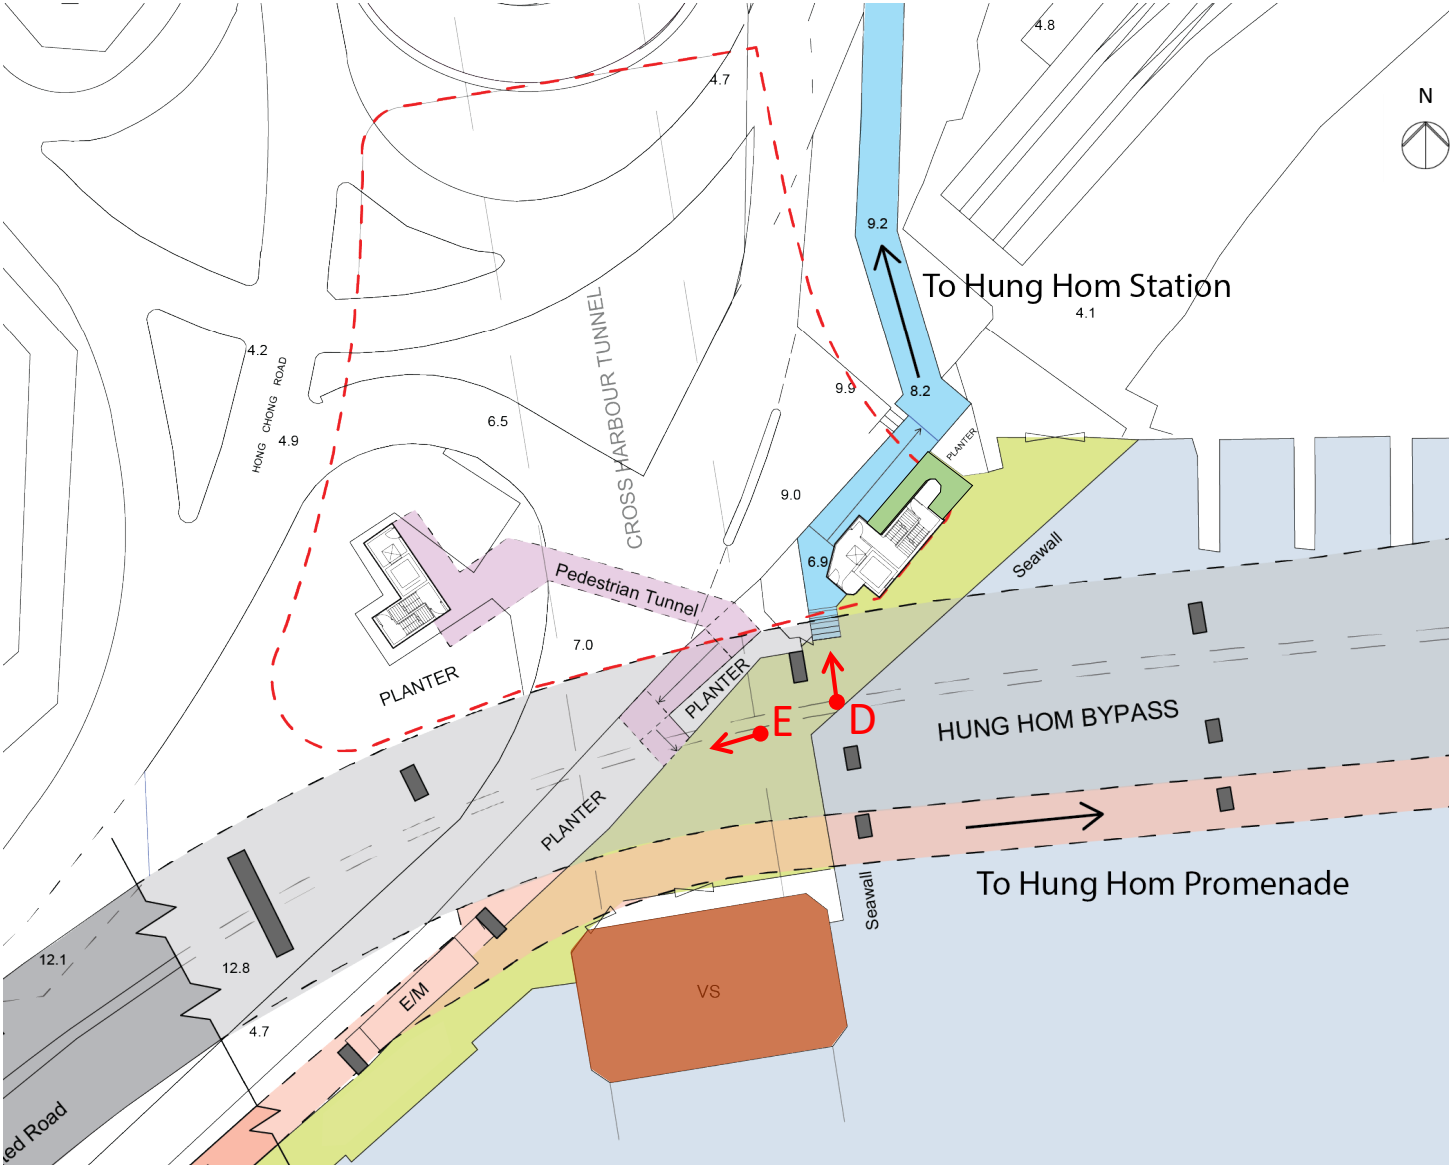 4.8
4.7
N
9.2
To Hung Hom Station
4.1
4.2
HONG CHONG ROAD
4.9
6.5
CROSS HARBOUR TUNNEL
9.9
8.2
PLANTER
9.0
6.9
Seawall
Pedestrian Tunnel
7.0
PLANTER
PLANTER
E
D
HUNG HOM BYPASS
PLANTER
To Hung Hom Promenade
Seawall
12.1
12.8
E/M
VS
4.7
ted Road